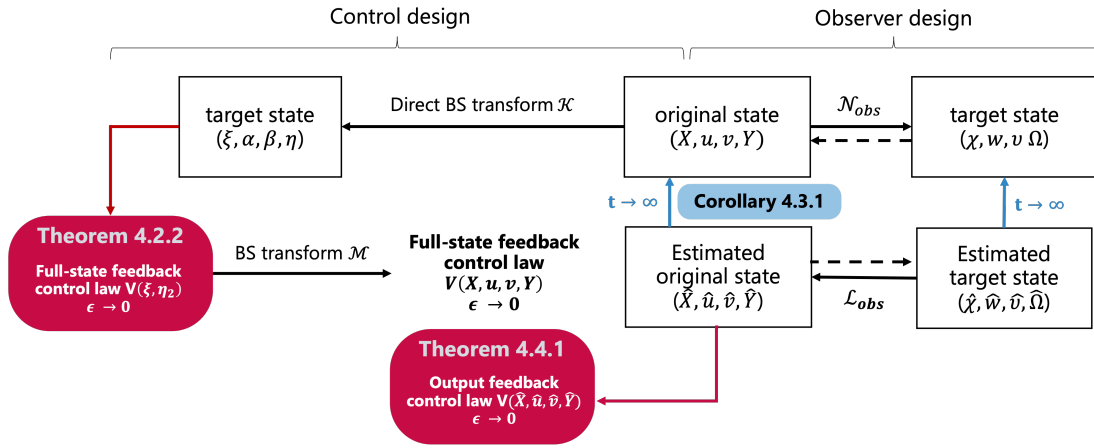 Control design
Observer design
target state
(ξ, α, β, η)
Direct BS transform 𝒦
original state
(X, u, v, Y)
𝒩obs
target state
(χ, w, υ Ω)
t → ∞
Corollary 4.3.1
t → ∞
Theorem 4.2.2
Full-state feedback
control law V(ξ, η₂)
ϵ → 0
BS transform ℳ
Full-state feedback
control law
V(X, u, v, Y)
ϵ → 0
Estimated
original state
(X̂, û, v̂, Ŷ)
ℒobs
Estimated
target state
(χ̂, ŵ, υ̂, Ω̂)
Theorem 4.4.1
Output feedback
control law V(X̂, û, v̂, Ŷ)
ϵ → 0